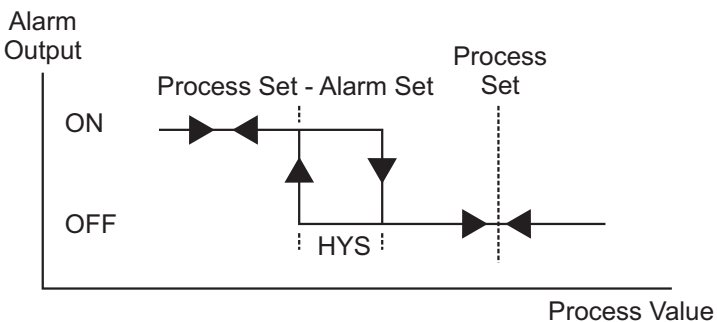 Alarm
Output
Process
Set
Process Set - Alarm Set
ON
OFF
HYS
Process Value